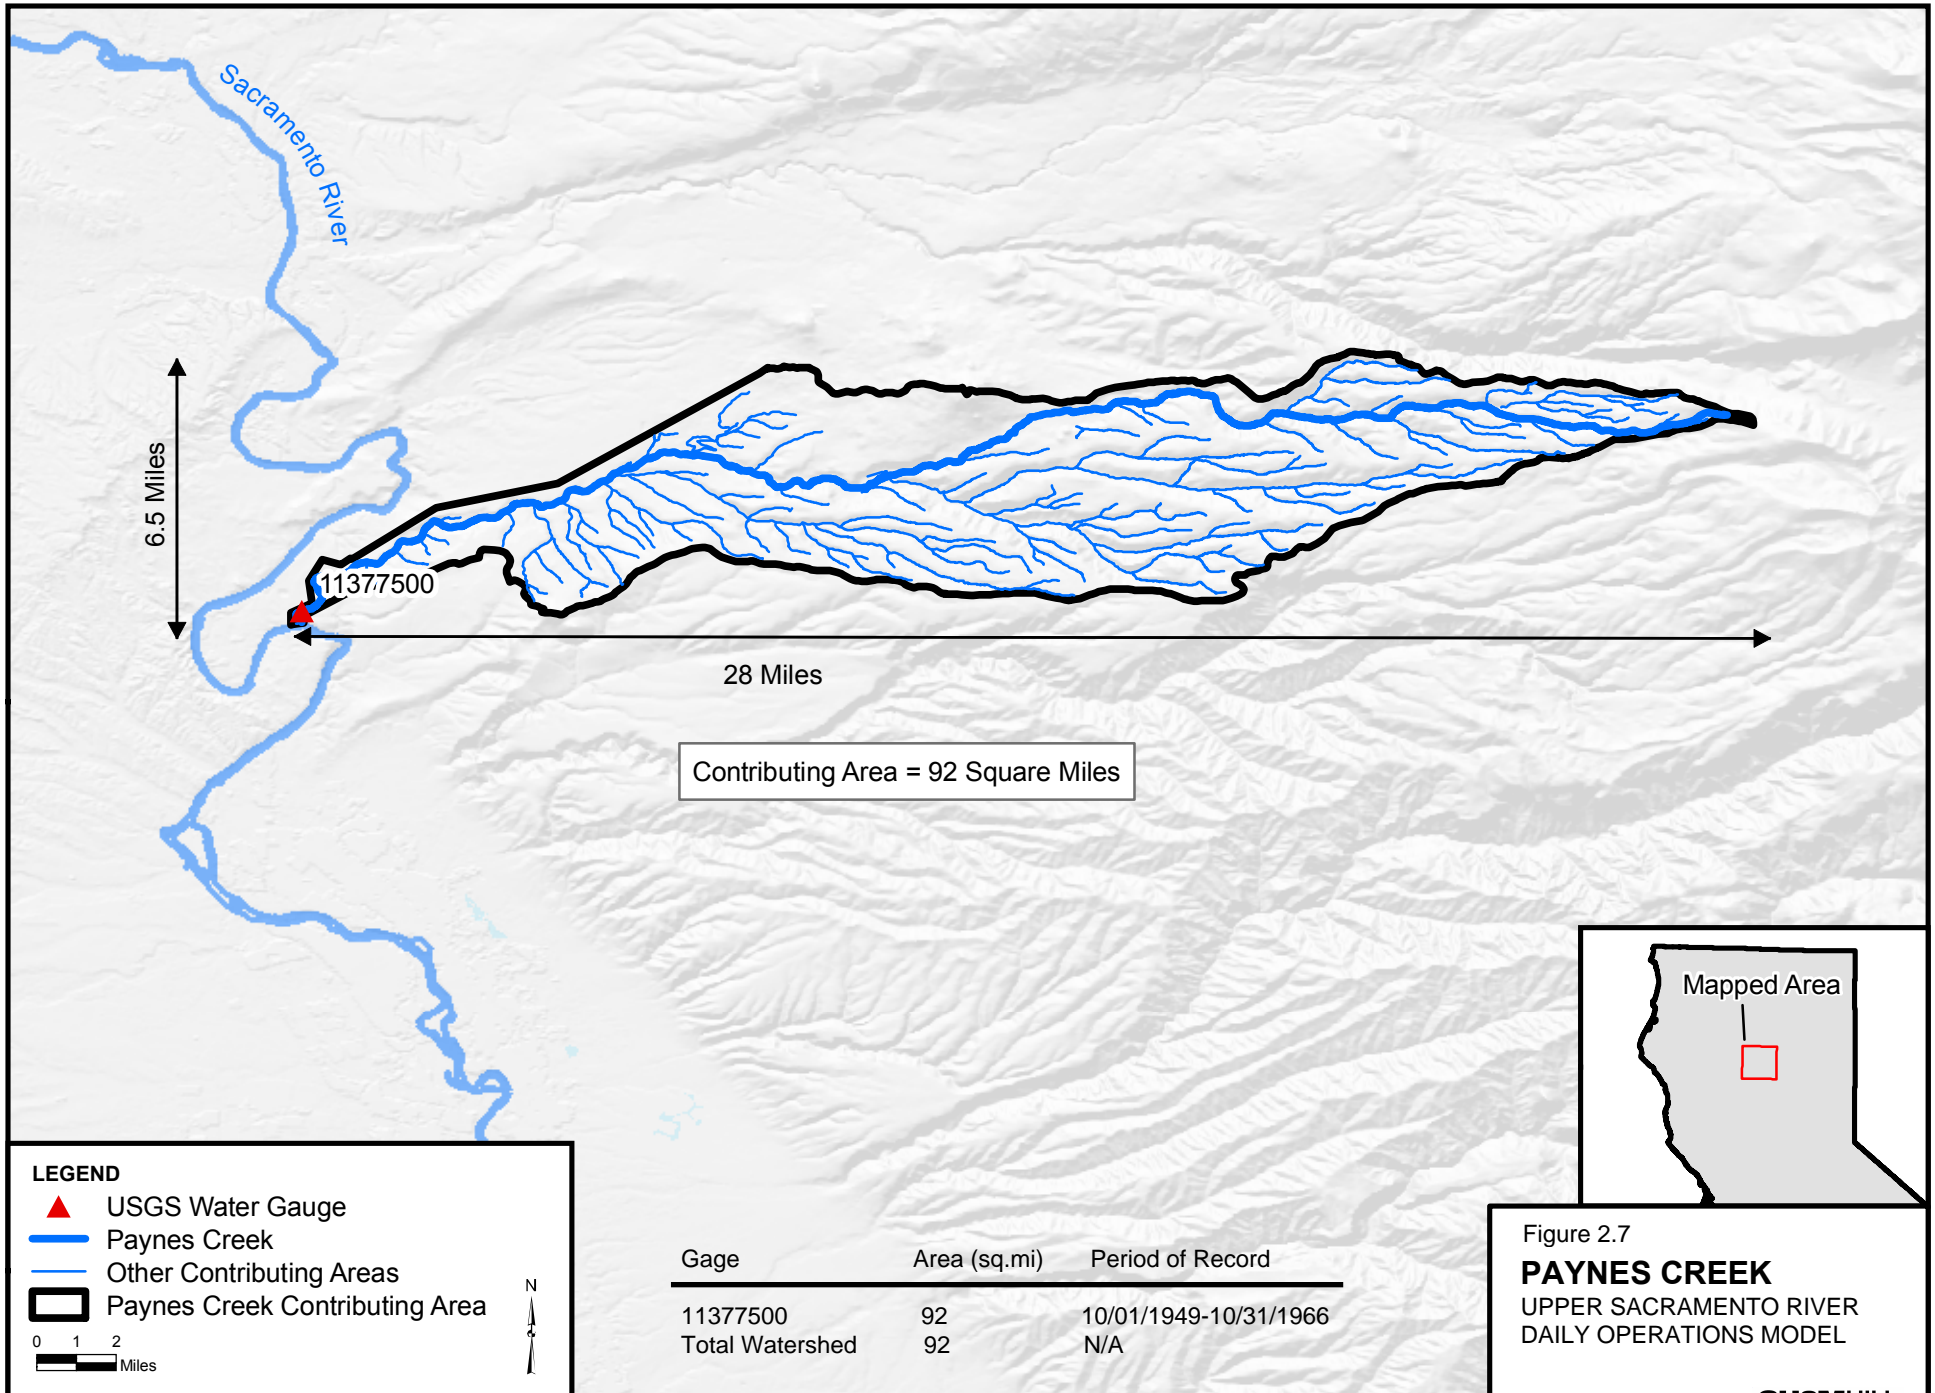 Sacramento River
6.5 Miles
11377500
28 Miles
Contributing Area = 92 Square Miles
Mapped Area
LEGEND
USGS Water Gauge
Paynes Creek
Other Contributing Areas
Paynes Creek Contributing Area
N
0 1 2
Miles
Gage Area (sq.mi) Period of Record
11377500 92 10/01/1949-10/31/1966
Total Watershed 92 N/A
Figure 2.7
PAYNES CREEK
UPPER SACRAMENTO RIVER
DAILY OPERATIONS MODEL